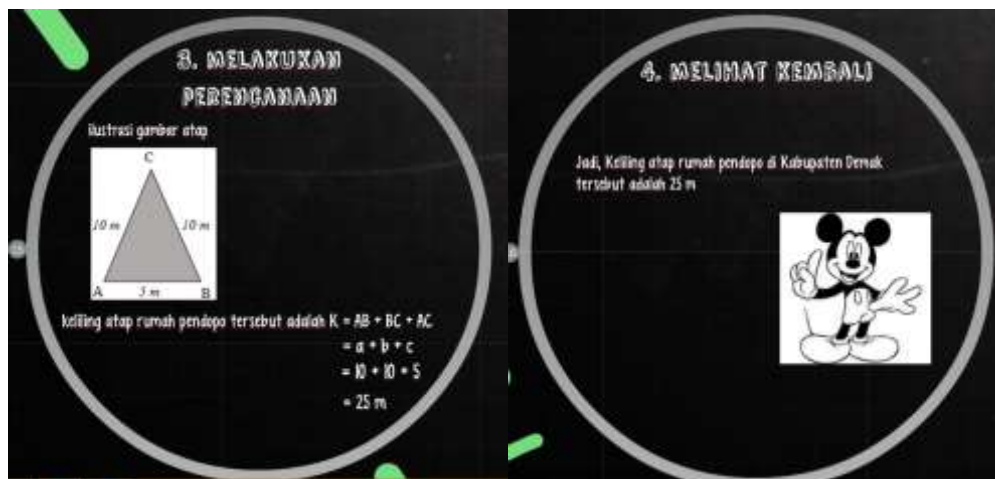 3. MELAKUKAN
PERENCANAAN
Ilustrasi gambar atap
C
10 m
10 m
A
5 m
B
keliling atap rumah pendopo tersebut adalah K = AB + BC + AC
= a + b + c
= 10 + 10 + 5
= 25 m
4. MELIHAT KEMBALI
Jadi, Keliling atap rumah pendopo di Kabupaten Demak
tersebut adalah 25 m